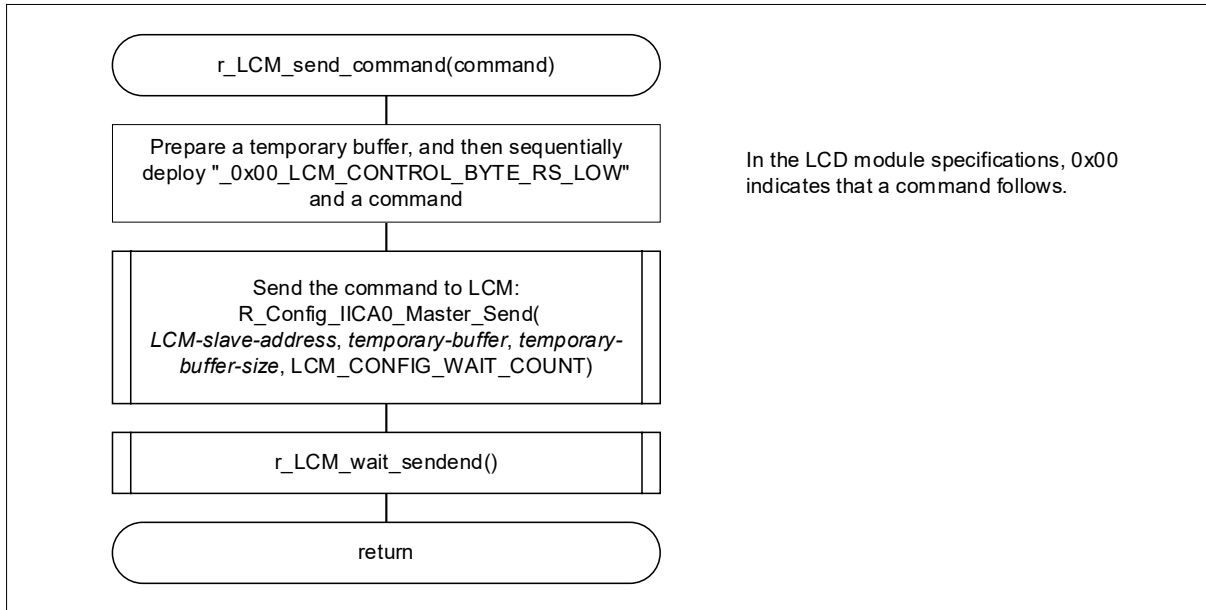 r_LCM_send_command(command)
Prepare a temporary buffer, and then sequentially
deploy "_0x00_LCM_CONTROL_BYTE_RS_LOW"
and a command
In the LCD module specifications, 0x00
indicates that a command follows.
Send the command to LCM:
R_Config_IICA0_Master_Send(
LCM-slave-address, temporary-buffer, temporary-
buffer-size, LCM_CONFIG_WAIT_COUNT)
r_LCM_wait_sendend()
return